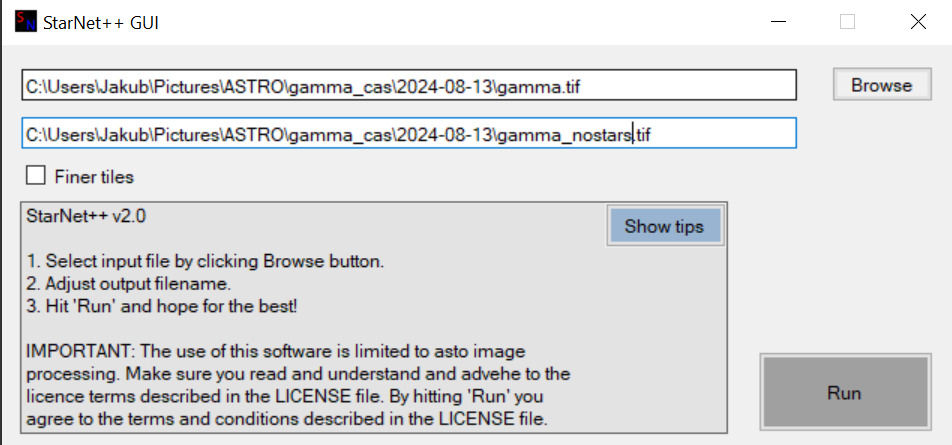 StarNet++ GUI
C:\Users\Jakub\Pictures\ASTRO\gamma_cas\2024-08-13\gamma.tif
Browse
C:\Users\Jakub\Pictures\ASTRO\gamma_cas\2024-08-13\gamma_nostars.tif
Finer tiles
StarNet++ v2.0
Show tips
1. Select input file by clicking Browse button.
2. Adjust output filename.
3. Hit 'Run' and hope for the best!
IMPORTANT: The use of this software is limited to asto image
processing. Make sure you read and understand and advehe to the
licence terms described in the LICENSE file. By hitting 'Run' you
agree to the terms and conditions described in the LICENSE file.
Run